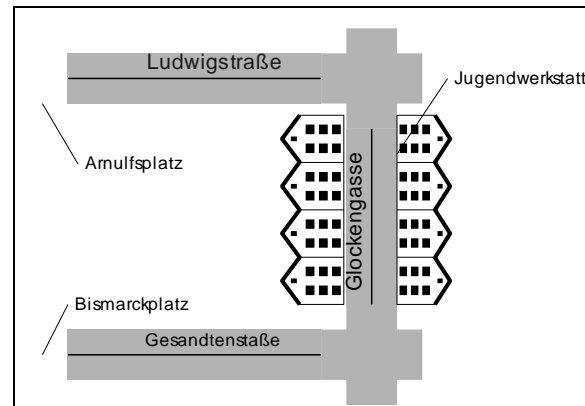 Ludwigstraße
Jugendwerkstatt
Arnulfsplatz
Glockengasse
Bismarckplatz
Gesandtenstaße